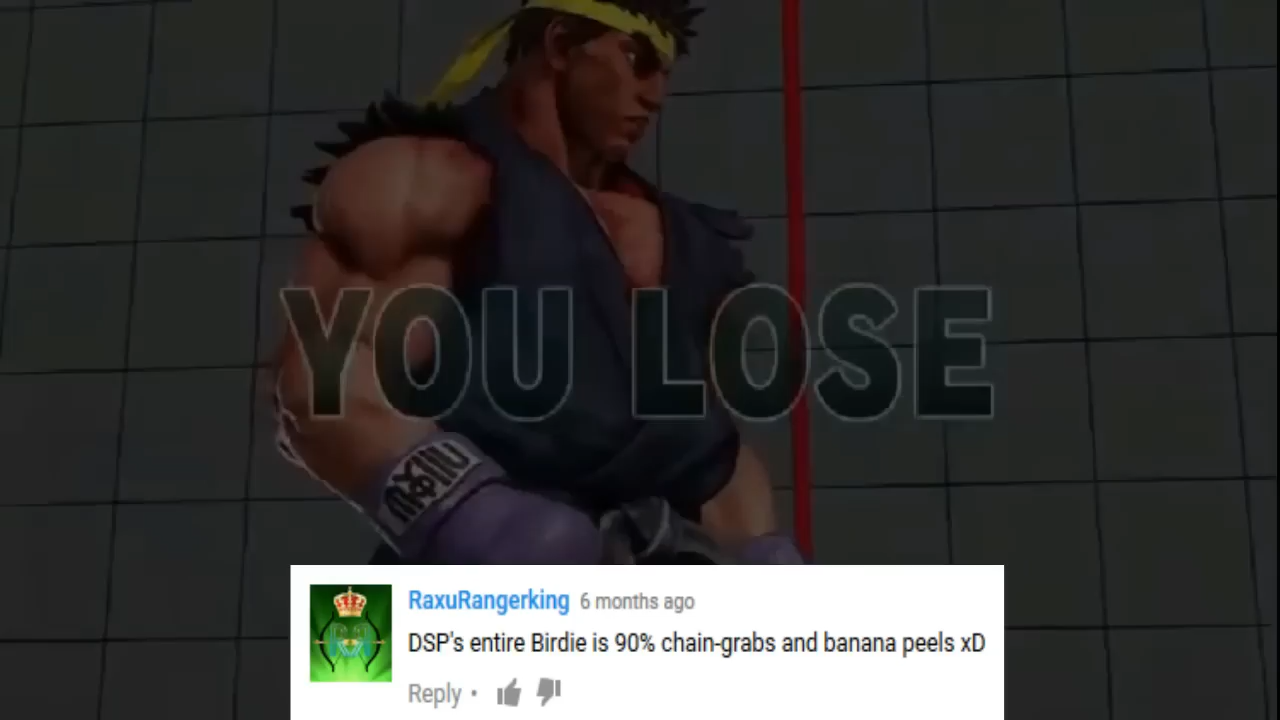 YOU LOSE
RaxuRangerking 6 months ago
DSP's entire Birdie is 90% chain-grabs and banana peels xD
Reply •